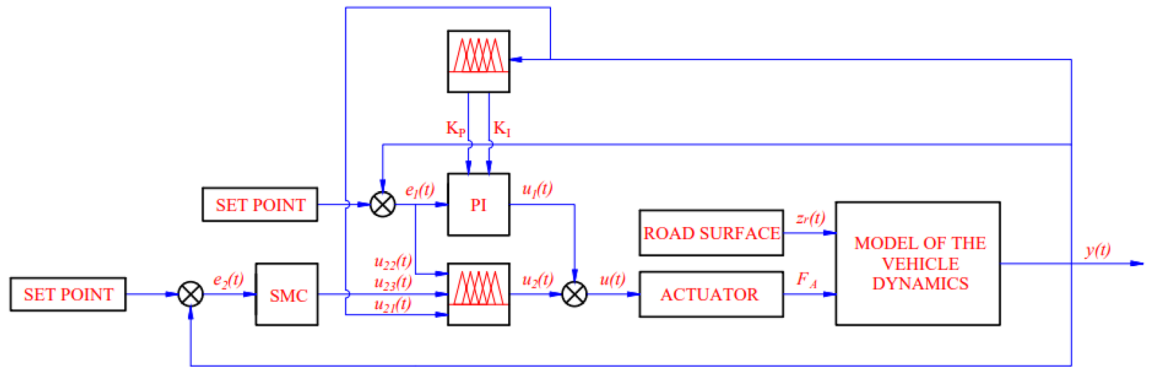 K_P K_I
e_1(t) u_1(t)
SET POINT PI
ROAD SURFACE z_r(t)
MODEL OF THE
VEHICLE
DYNAMICS
y(t)
u_22(t)
e_2(t) u_23(t) u_2(t) u(t) F_A
SET POINT SMC ACTUATOR
u_21(t)